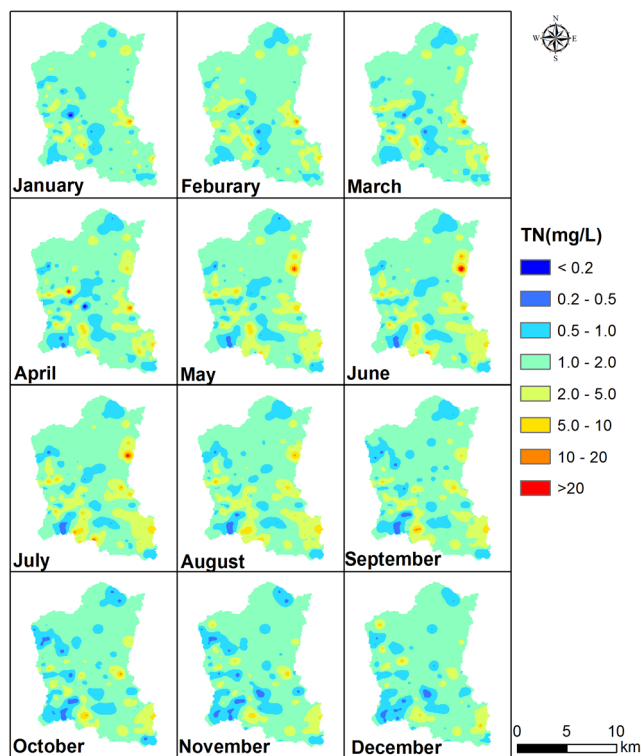 N
W E
S
January
Feburary
March
TN(mg/L)
< 0.2
0.2 - 0.5
0.5 - 1.0
1.0 - 2.0
2.0 - 5.0
5.0 - 10
10 - 20
>20
April
May
June
July
August
September
October
November
December
0 5 10
km